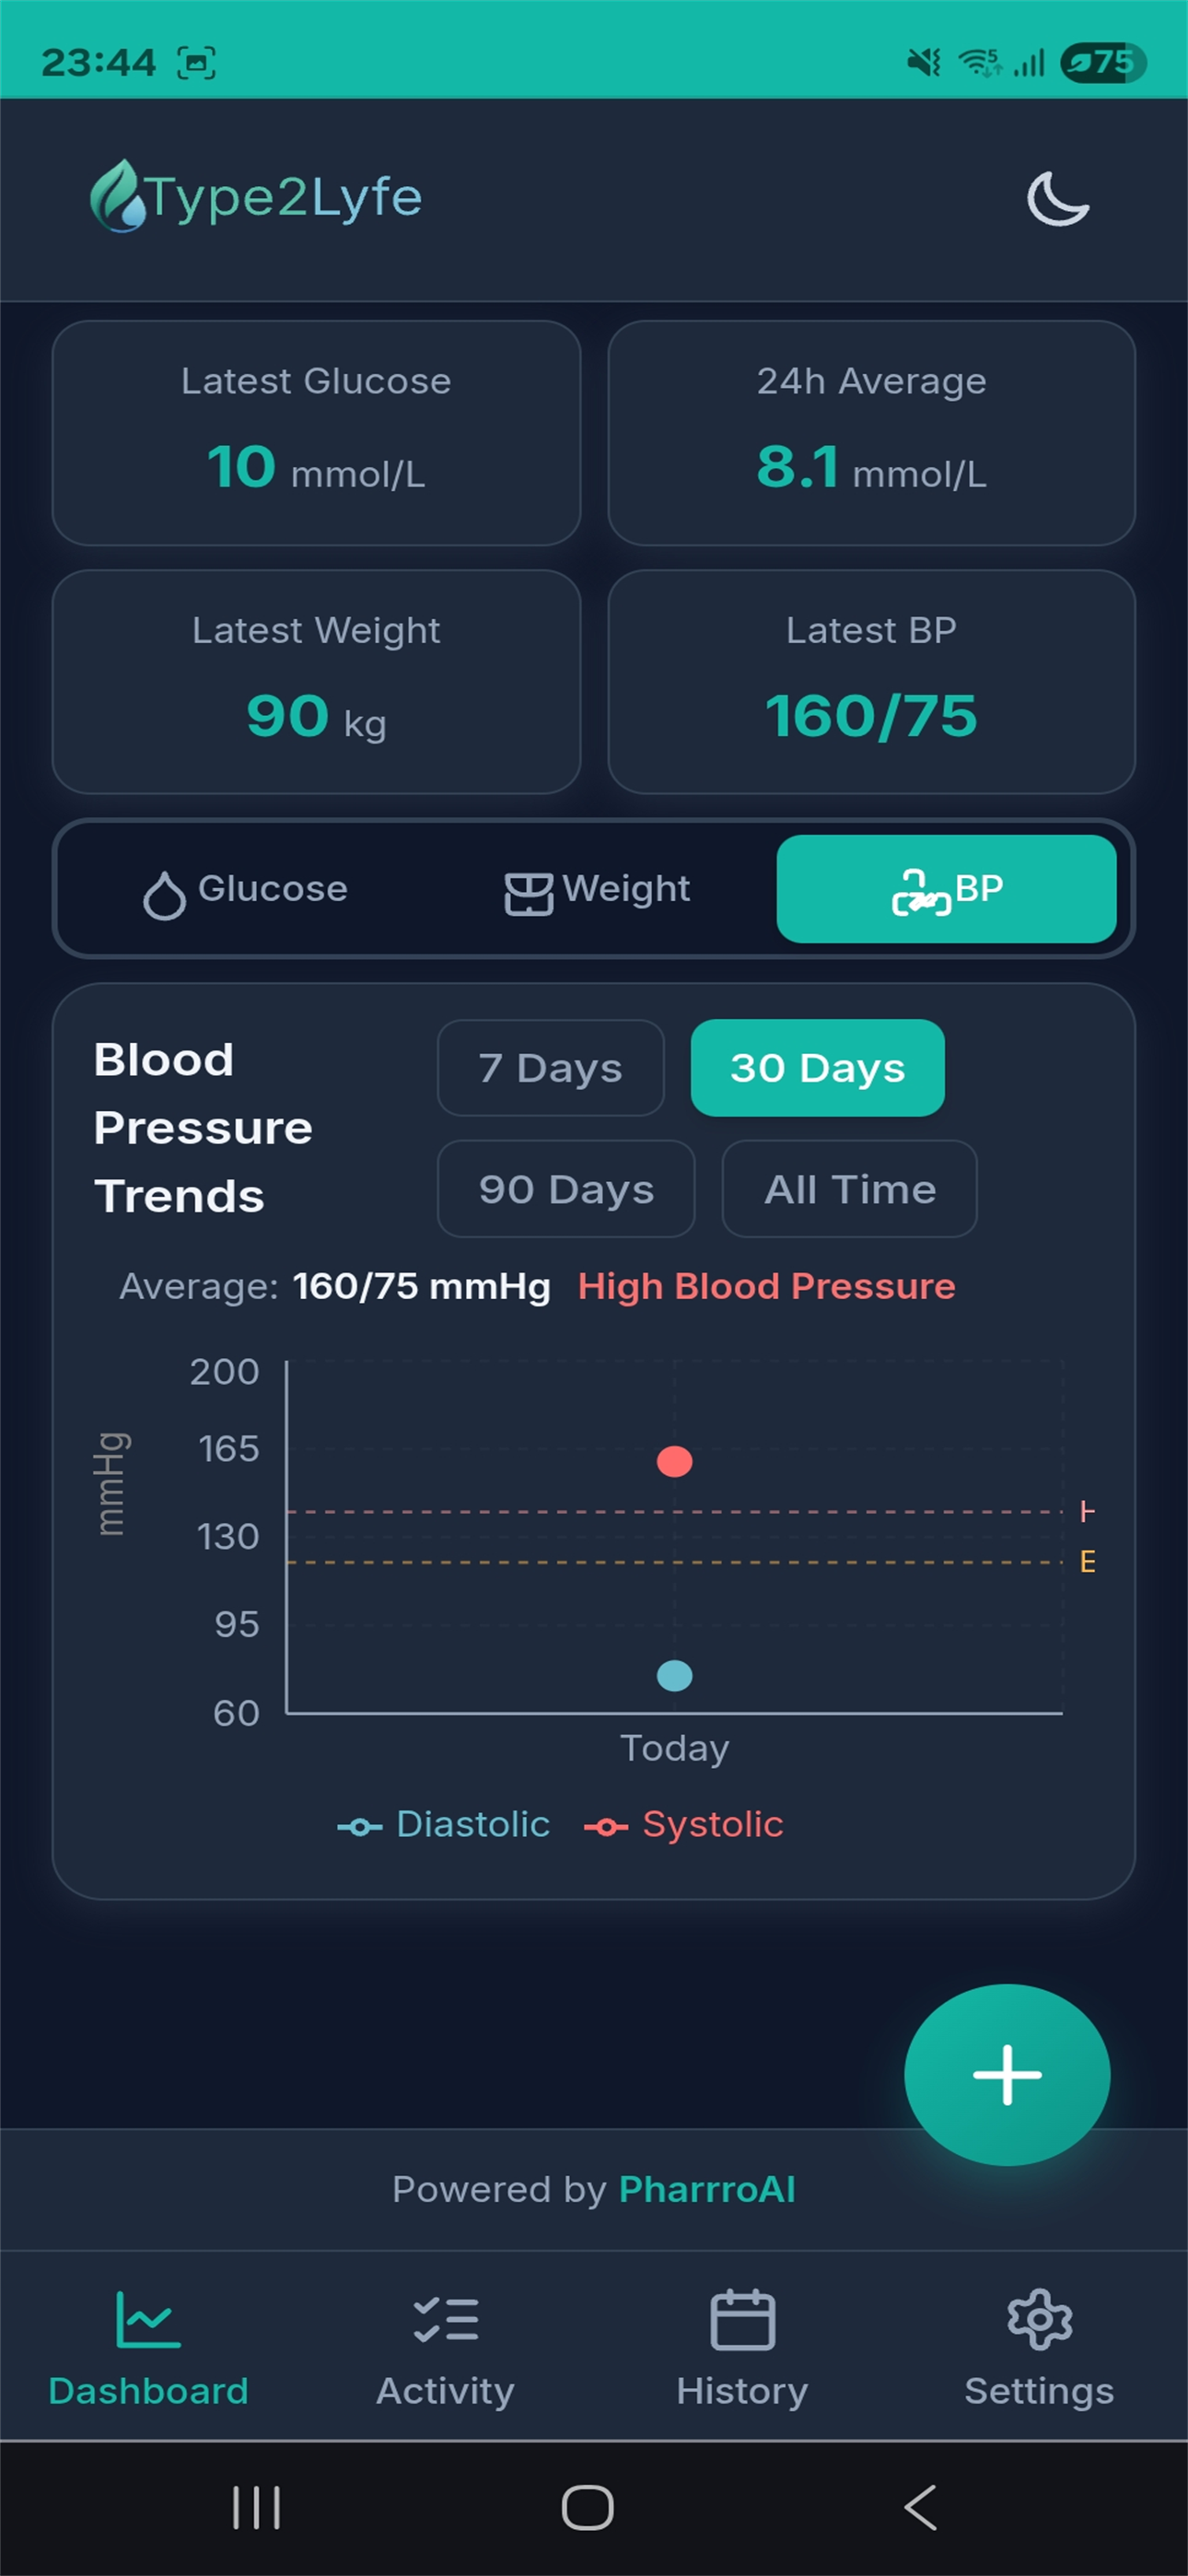 23:44
5
75
Type2Lyfe
Latest Glucose
10 mmol/L
24h Average
8.1 mmol/L
Latest Weight
90 kg
Latest BP
160/75
Glucose
Weight
BP
Blood
Pressure
Trends
7 Days
30 Days
90 Days
All Time
Average: 160/75 mmHg High Blood Pressure
mmHg
200
165
130
95
60
E
Today
Diastolic
Systolic
Powered by PharrroAI
Dashboard
Activity
History
Settings